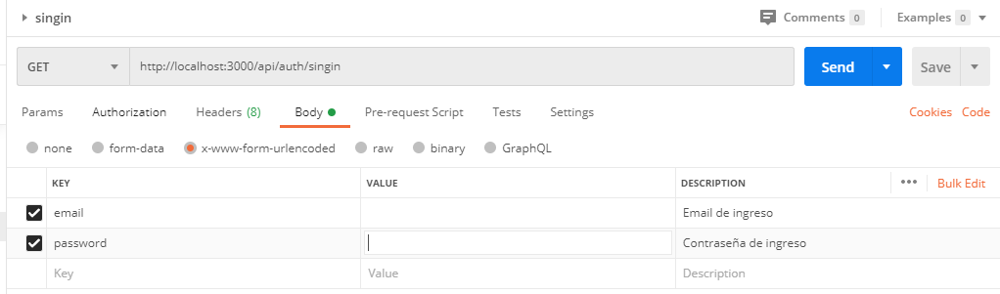 singin Comments 0 Examples 0
GET http://localhost:3000/api/auth/singin Send Save
Params Authorization Headers (8) Body Pre-request Script Tests Settings Cookies Code
none form-data x-www-form-urlencoded raw binary GraphQL
KEY VALUE DESCRIPTION ••• Bulk Edit
email Email de ingreso
password Contraseña de ingreso
Key Value Description